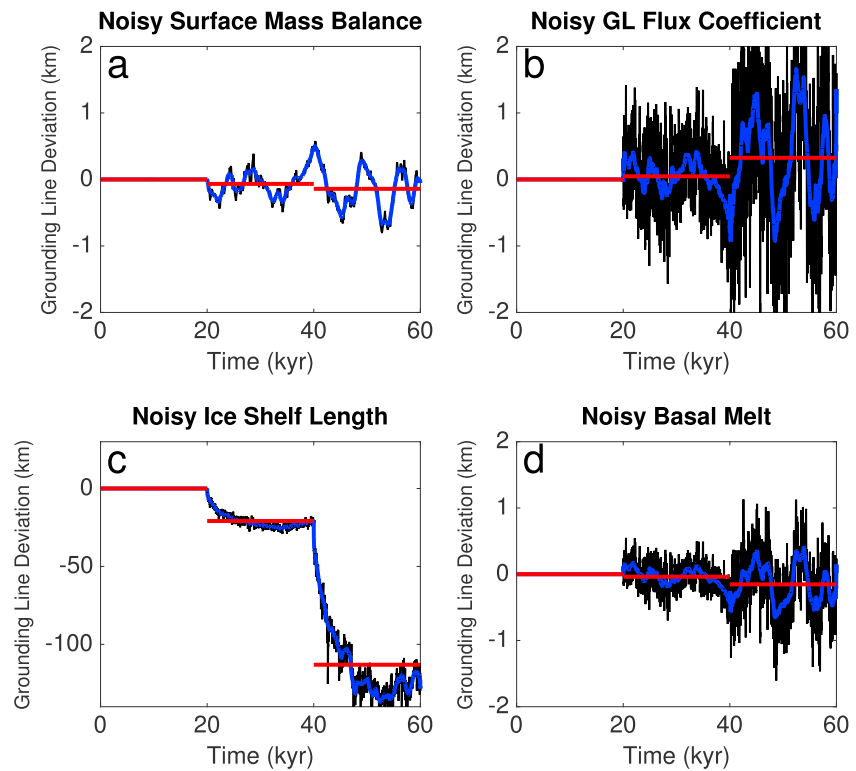 Noisy Surface Mass Balance
a
Grounding Line Deviation (km)
2
1
0
-1
-2
0 20 40 60
Time (kyr)
Noisy GL Flux Coefficient
b
Grounding Line Deviation (km)
2
1
0
-1
-2
0 20 40 60
Time (kyr)
Noisy Ice Shelf Length
c
Grounding Line Deviation (km)
0
-50
-100
0 20 40 60
Time (kyr)
Noisy Basal Melt
d
Grounding Line Deviation (km)
2
1
0
-1
-2
0 20 40 60
Time (kyr)